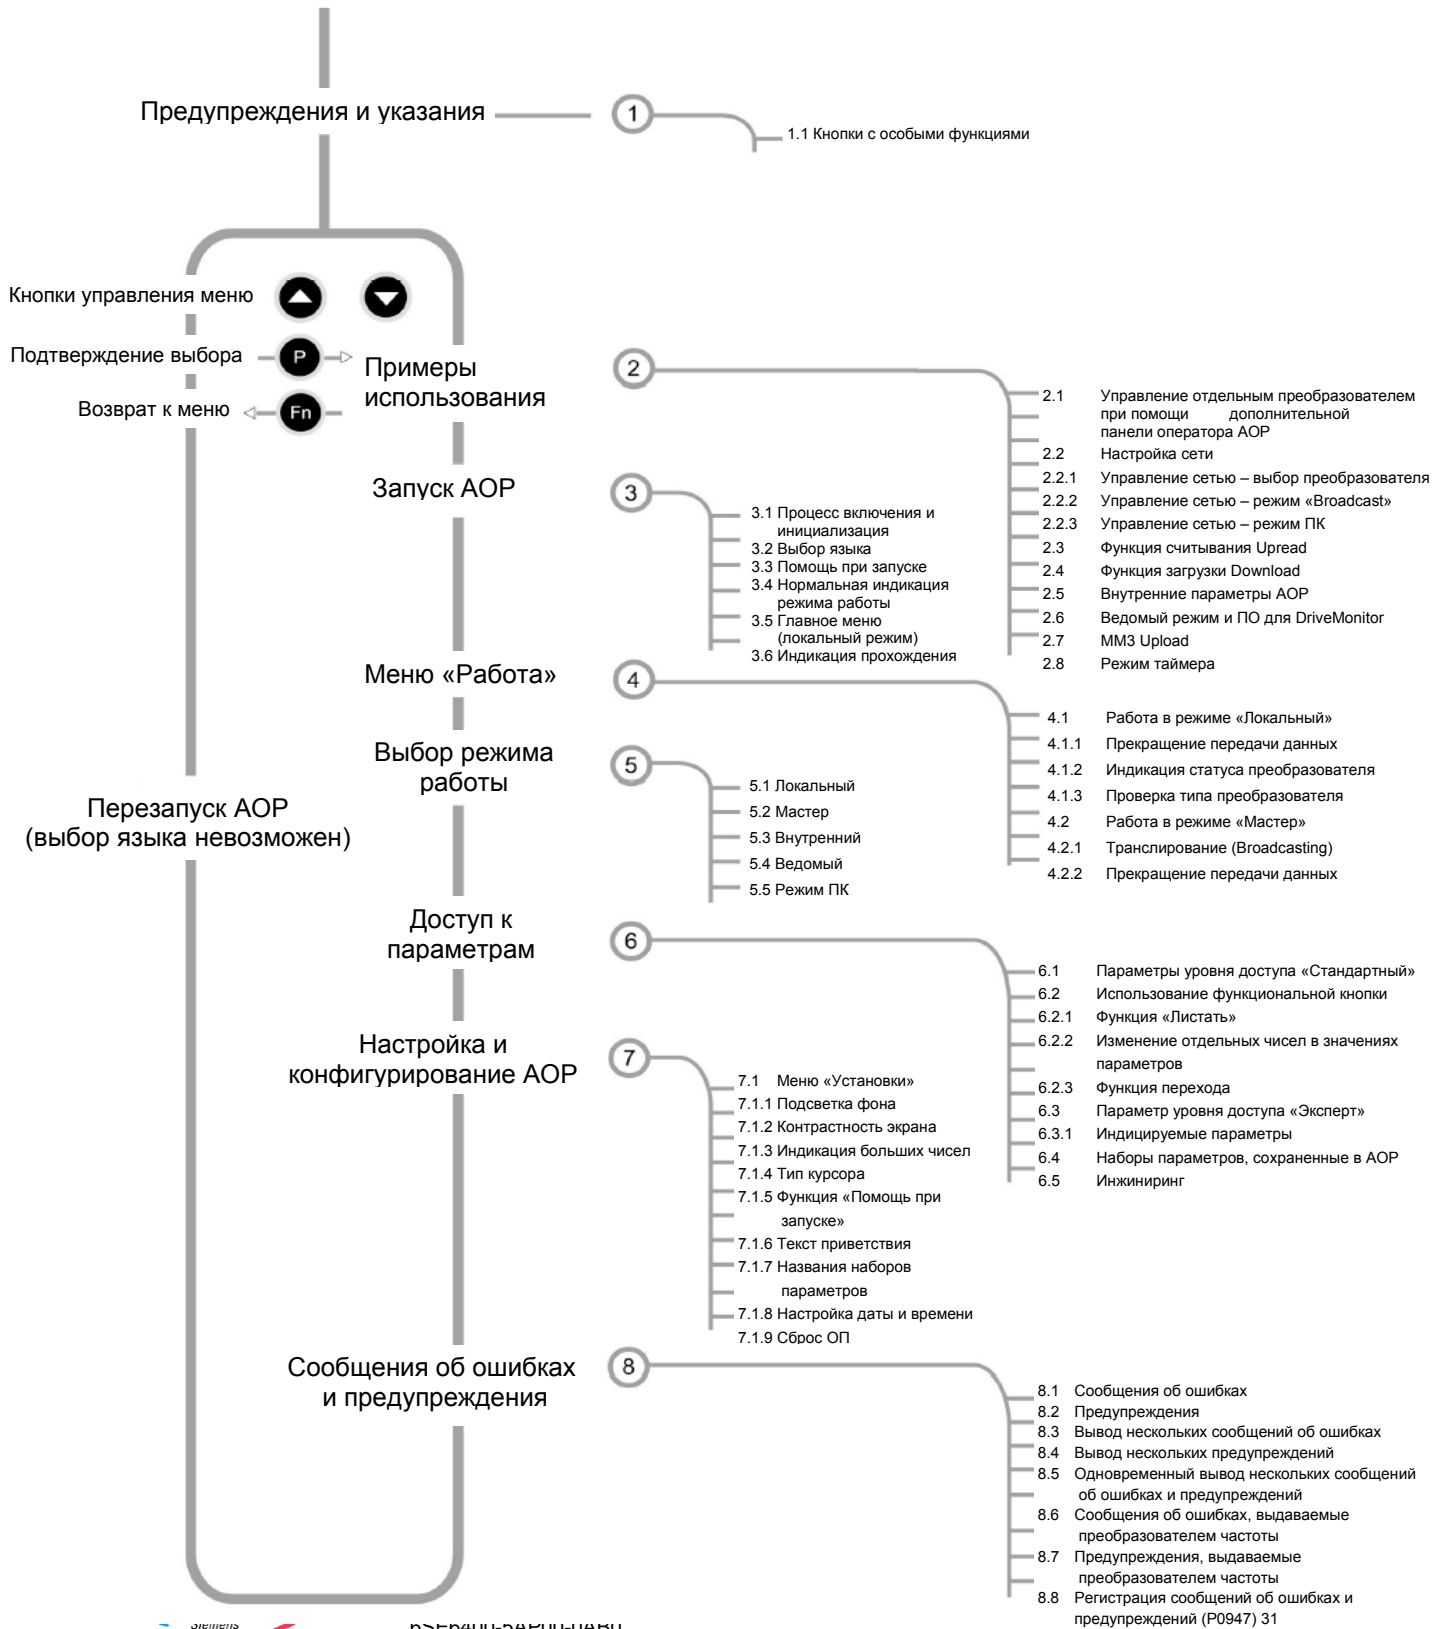 Предупреждения и указания
1
1.1 Кнопки с особыми функциями
Кнопки управления меню
Подтверждение выбора
P
Возврат к меню
Fn
Примеры
использования
2
2.1 Управление отдельным преобразователем
при помощи дополнительной
панели оператора AOP
2.2 Настройка сети
2.2.1 Управление сетью – выбор преобразователя
2.2.2 Управление сетью – режим «Broadcast»
2.2.3 Управление сетью – режим ПК
2.3 Функция считывания Upread
2.4 Функция загрузки Download
2.5 Внутренние параметры AOP
2.6 Ведомый режим и ПО для DriveMonitor
2.7 MM3 Upload
2.8 Режим таймера
Запуск AOP
3
3.1 Процесс включения и
инициализация
3.2 Выбор языка
3.3 Помощь при запуске
3.4 Нормальная индикация
режима работы
3.5 Главное меню
(локальный режим)
3.6 Индикация прохождения
Меню «Работа»
4
4.1 Работа в режиме «Локальный»
4.1.1 Прекращение передачи данных
4.1.2 Индикация статуса преобразователя
4.1.3 Проверка типа преобразователя
4.2 Работа в режиме «Мастер»
4.2.1 Транслирование (Broadcasting)
4.2.2 Прекращение передачи данных
Выбор режима
работы
5
5.1 Локальный
5.2 Мастер
5.3 Внутренний
5.4 Ведомый
5.5 Режим ПК
Перезапуск AOP
(выбор языка невозможен)
Доступ к
параметрам
6
6.1 Параметры уровня доступа «Стандартный»
6.2 Использование функциональной кнопки
6.2.1 Функция «Листать»
6.2.2 Изменение отдельных чисел в значениях
параметров
6.2.3 Функция перехода
6.3 Параметр уровня доступа «Эксперт»
6.3.1 Индицируемые параметры
6.4 Наборы параметров, сохраненные в AOP
6.5 Инжиниринг
Настройка и
конфигурирование AOP
7
7.1 Меню «Установки»
7.1.1 Подсветка фона
7.1.2 Контрастность экрана
7.1.3 Индикация больших чисел
7.1.4 Тип курсора
7.1.5 Функция «Помощь при
запуске»
7.1.6 Текст приветствия
7.1.7 Названия наборов
параметров
7.1.8 Настройка даты и времени
7.1.9 Сброс ОП
Сообщения об ошибках
и предупреждения
8
8.1 Сообщения об ошибках
8.2 Предупреждения
8.3 Вывод нескольких сообщений об ошибках
8.4 Вывод нескольких предупреждений
8.5 Одновременный вывод нескольких сообщений
об ошибках и предупреждений
8.6 Сообщения об ошибках, выдаваемые
преобразователем частоты
8.7 Предупреждения, выдаваемые
преобразователем частоты
8.8 Регистрация сообщений об ошибках и
предупреждений (P0947) 31
Siemens